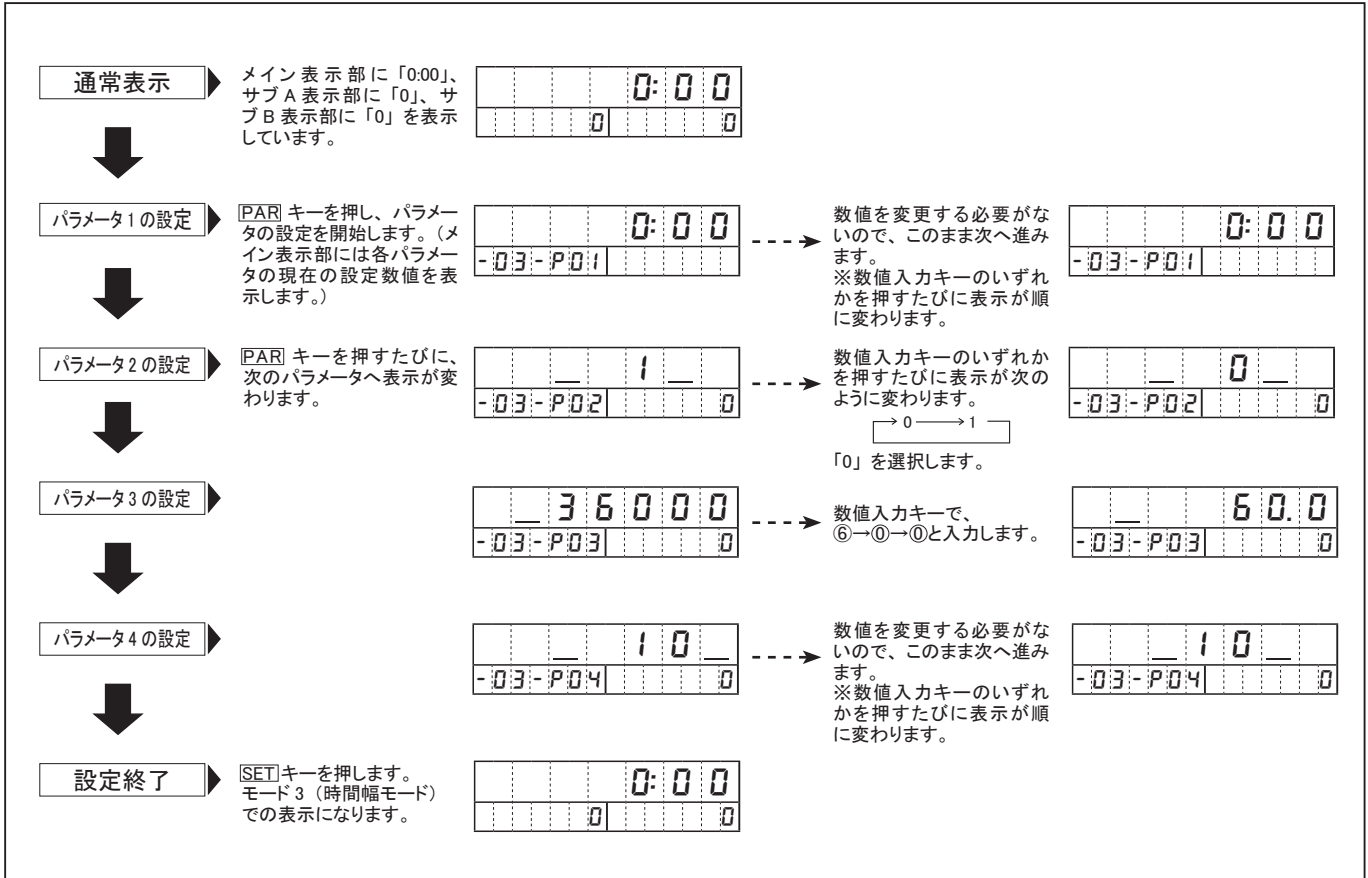 通常表示
メイン表示部に「0:00」、
サブA表示部に「0」、サ
ブB表示部に「0」を表示
しています。
0:00
0 0
パラメータ1の設定
PAR キーを押し、パラメー
タの設定を開始します。(メ
イン表示部には各パラメー
タの現在の設定数値を表
示します。)
0:00
-03-P01
数値を変更する必要がな
いので、このまま次へ進み
ます。
※数値入力キーのいずれ
かを押すたびに表示が順
に変わります。
0:00
-03-P01
パラメータ2の設定
PAR キーを押すたびに、
次のパラメータへ表示が変
わります。
_ 1 _
-03-P02 0
数値入力キーのいずれか
を押すたびに表示が次の
ように変わります。
→ 0 → 1
「0」を選択します。
_ 0 _
-03-P02 0
パラメータ3の設定
_ 36000
-03-P03 0
数値入力キーで、
⑥→⓪→⓪と入力します。
_ 60.0
-03-P03 0
パラメータ4の設定
_ 10 _
-03-P04 0
数値を変更する必要がな
いので、このまま次へ進み
ます。
※数値入力キーのいずれ
かを押すたびに表示が順
に変わります。
_ 10 _
-03-P04 0
設定終了
SET キーを押します。
モード3(時間幅モード)
での表示になります。
0:00
0 0